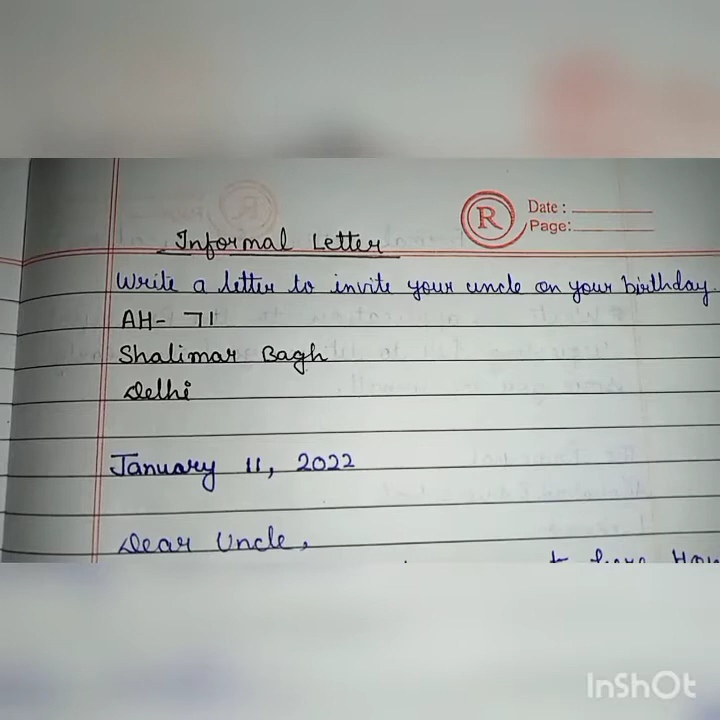 R
Date :
Page:
Informal Letter
Write a letter to invite your uncle on your birthday.
AH- 71
Shalimar Bagh
Delhi
January 11, 2022
Dear Uncle,
InShOt